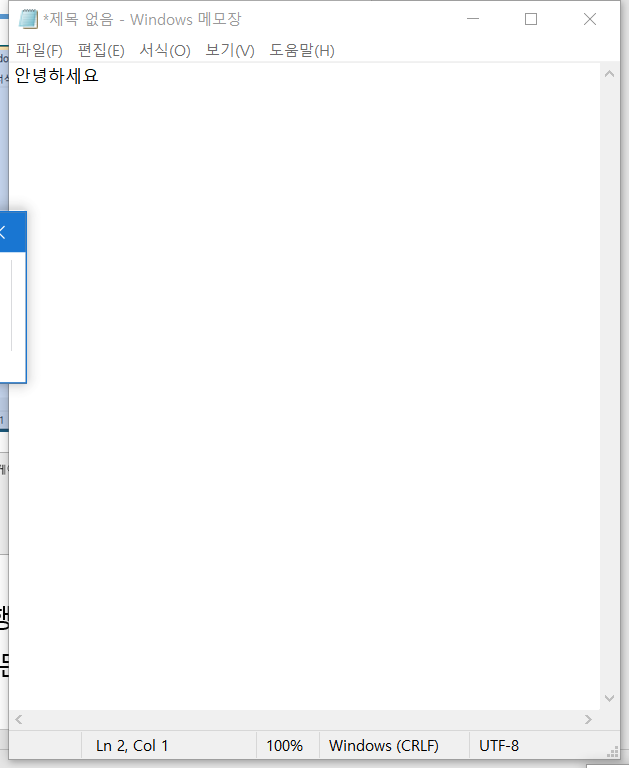 *제목 없음 - Windows 메모장
파일(F) 편집(E) 서식(O) 보기(V) 도움말(H)
안녕하세요
Ln 2, Col 1 100% Windows (CRLF) UTF-8